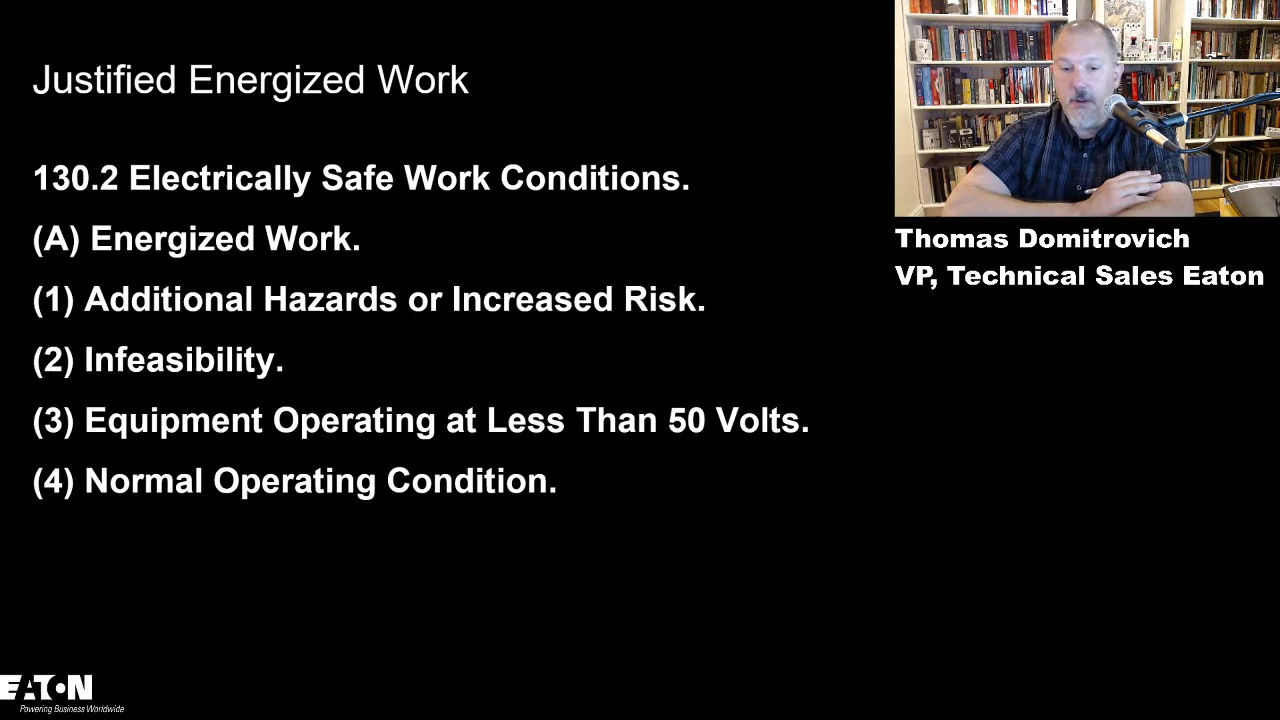 Justified Energized Work
130.2 Electrically Safe Work Conditions.
(A) Energized Work.
(1) Additional Hazards or Increased Risk.
(2) Infeasibility.
(3) Equipment Operating at Less Than 50 Volts.
(4) Normal Operating Condition.
Thomas Domitrovich
VP, Technical Sales Eaton
EATON
Powering Business Worldwide